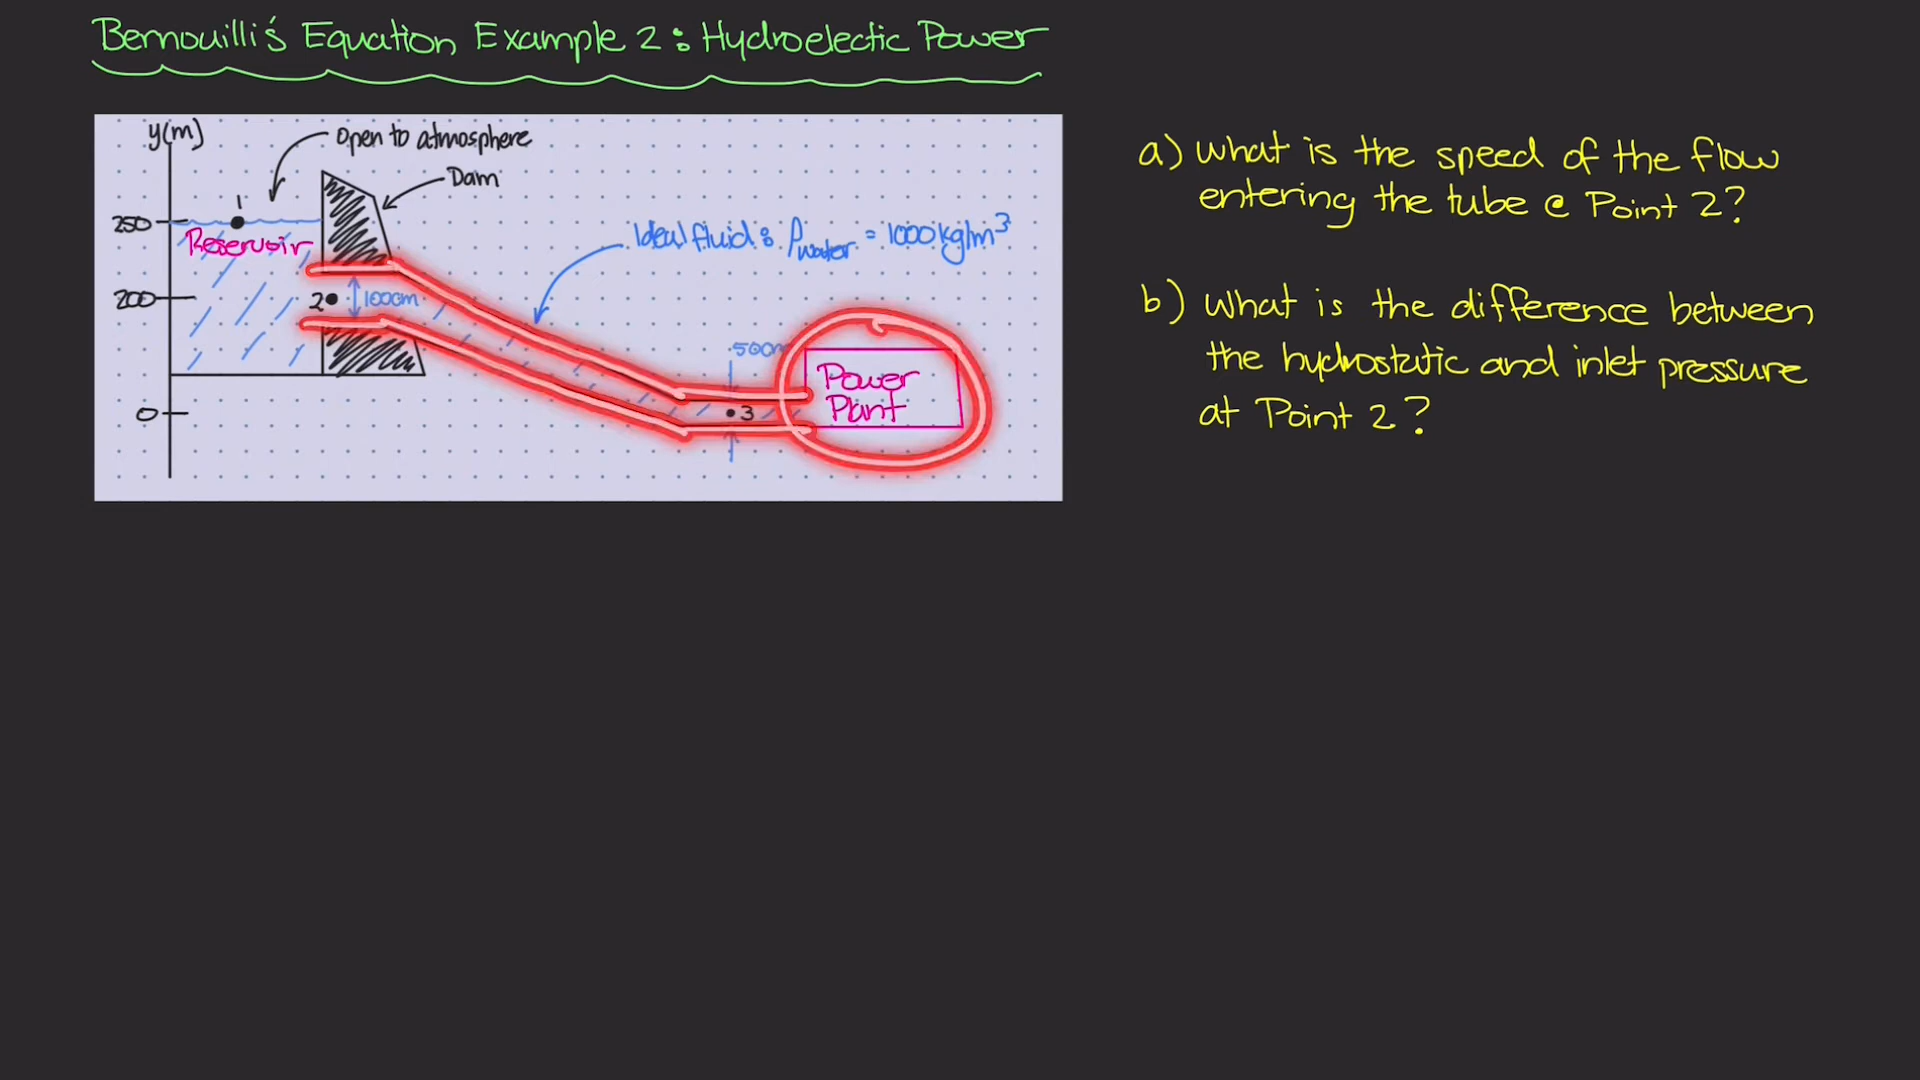 Bernouilli's Equation Example 2: Hydroelectic Power
y(m)
Open to atmosphere
Dam
1
250
Reservoir
Ideal fluid: ρwater = 1000kg/m³
200
2
100cm
50cm
Power
Plant
0
3
a) What is the speed of the flow
entering the tube @ Point 2?
b) What is the difference between
the hydrostatic and inlet pressure
at Point 2?